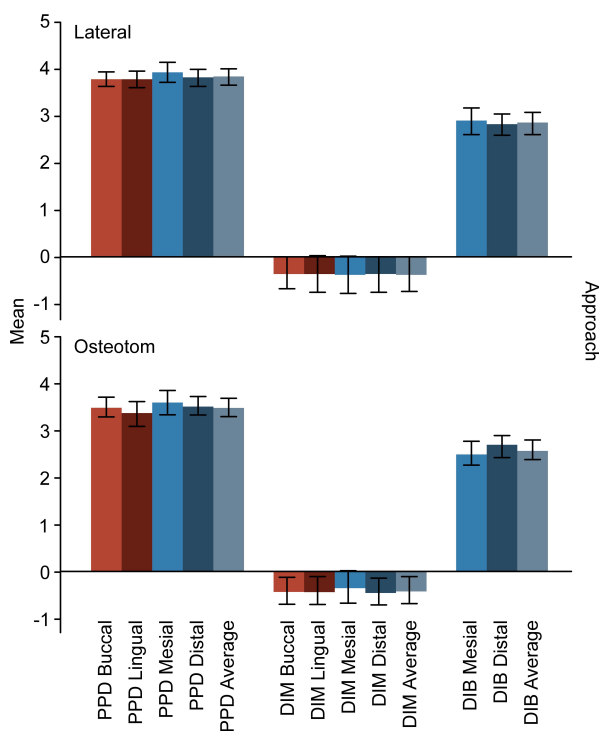 5
Lateral
4
3
2
1
0
-1
Mean
Approach
5
Osteotom
4
3
2
1
0
-1
PPD Buccal
PPD Lingual
PPD Mesial
PPD Distal
PPD Average
DIM Buccal
DIM Lingual
DIM Mesial
DIM Distal
DIM Average
DIB Mesial
DIB Distal
DIB Average